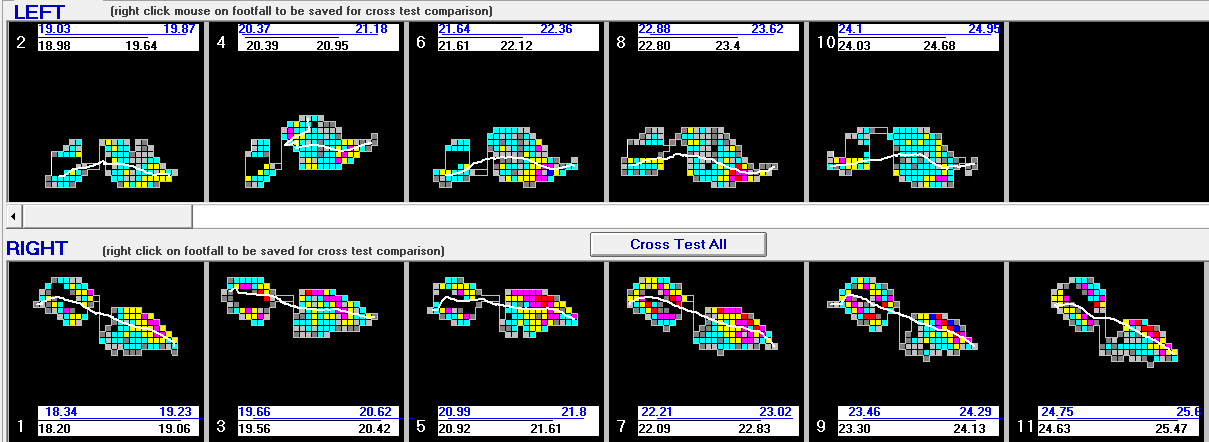 LEFT (right click mouse on footfall to be saved for cross test comparison)
2 19.03 19.87 4 20.37 21.18 6 21.64 22.36 8 22.88 23.62 10 24.1 24.95
18.98 19.64 20.39 20.95 21.61 22.12 22.80 23.4 24.03 24.68
RIGHT (right click on footfall to be saved for cross test comparison) Cross Test All
18.34 19.23 19.66 20.62 20.99 21.8 22.21 23.02 23.46 24.29 24.75
1 18.20 19.06 3 19.56 20.42 5 20.92 21.61 7 22.09 22.83 9 23.30 24.13 11 24.63 25.47